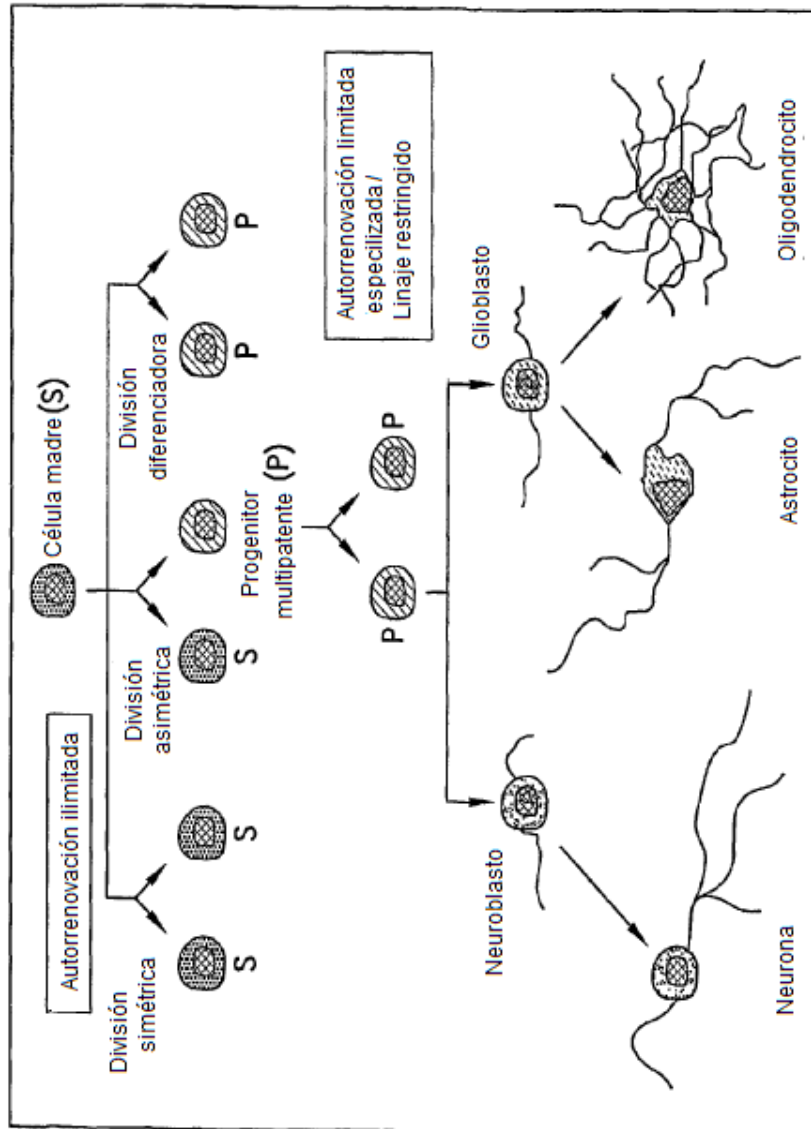 Célula madre (S)
Autorrenovación ilimitada
División
simétrica
División
asimétrica
División
diferenciadora
S
S
S
P
P
Progenitor
multipatente (P)
P
P
Autorrenovación limitada
especilizada/
Linaje restringido
Neuroblasto
Glioblasto
Neurona
Astrocito
Oligodendrocito